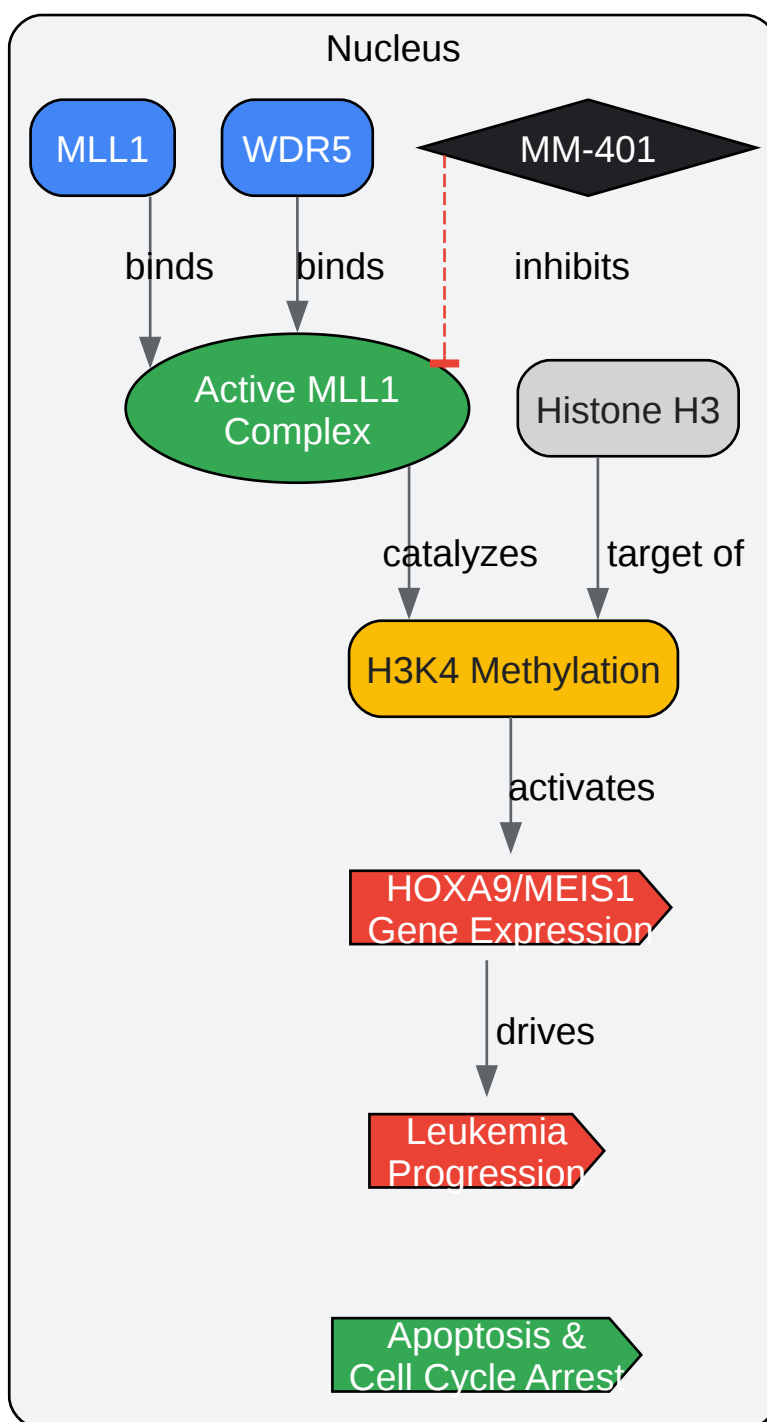 Nucleus
MLL1
WDR5
MM-401
binds
binds
inhibits
Active MLL1
Complex
Histone H3
catalyzes
target of
H3K4 Methylation
activates
HOXA9/MEIS1
Gene Expression
drives
Leukemia
Progression
Apoptosis &
Cell Cycle Arrest